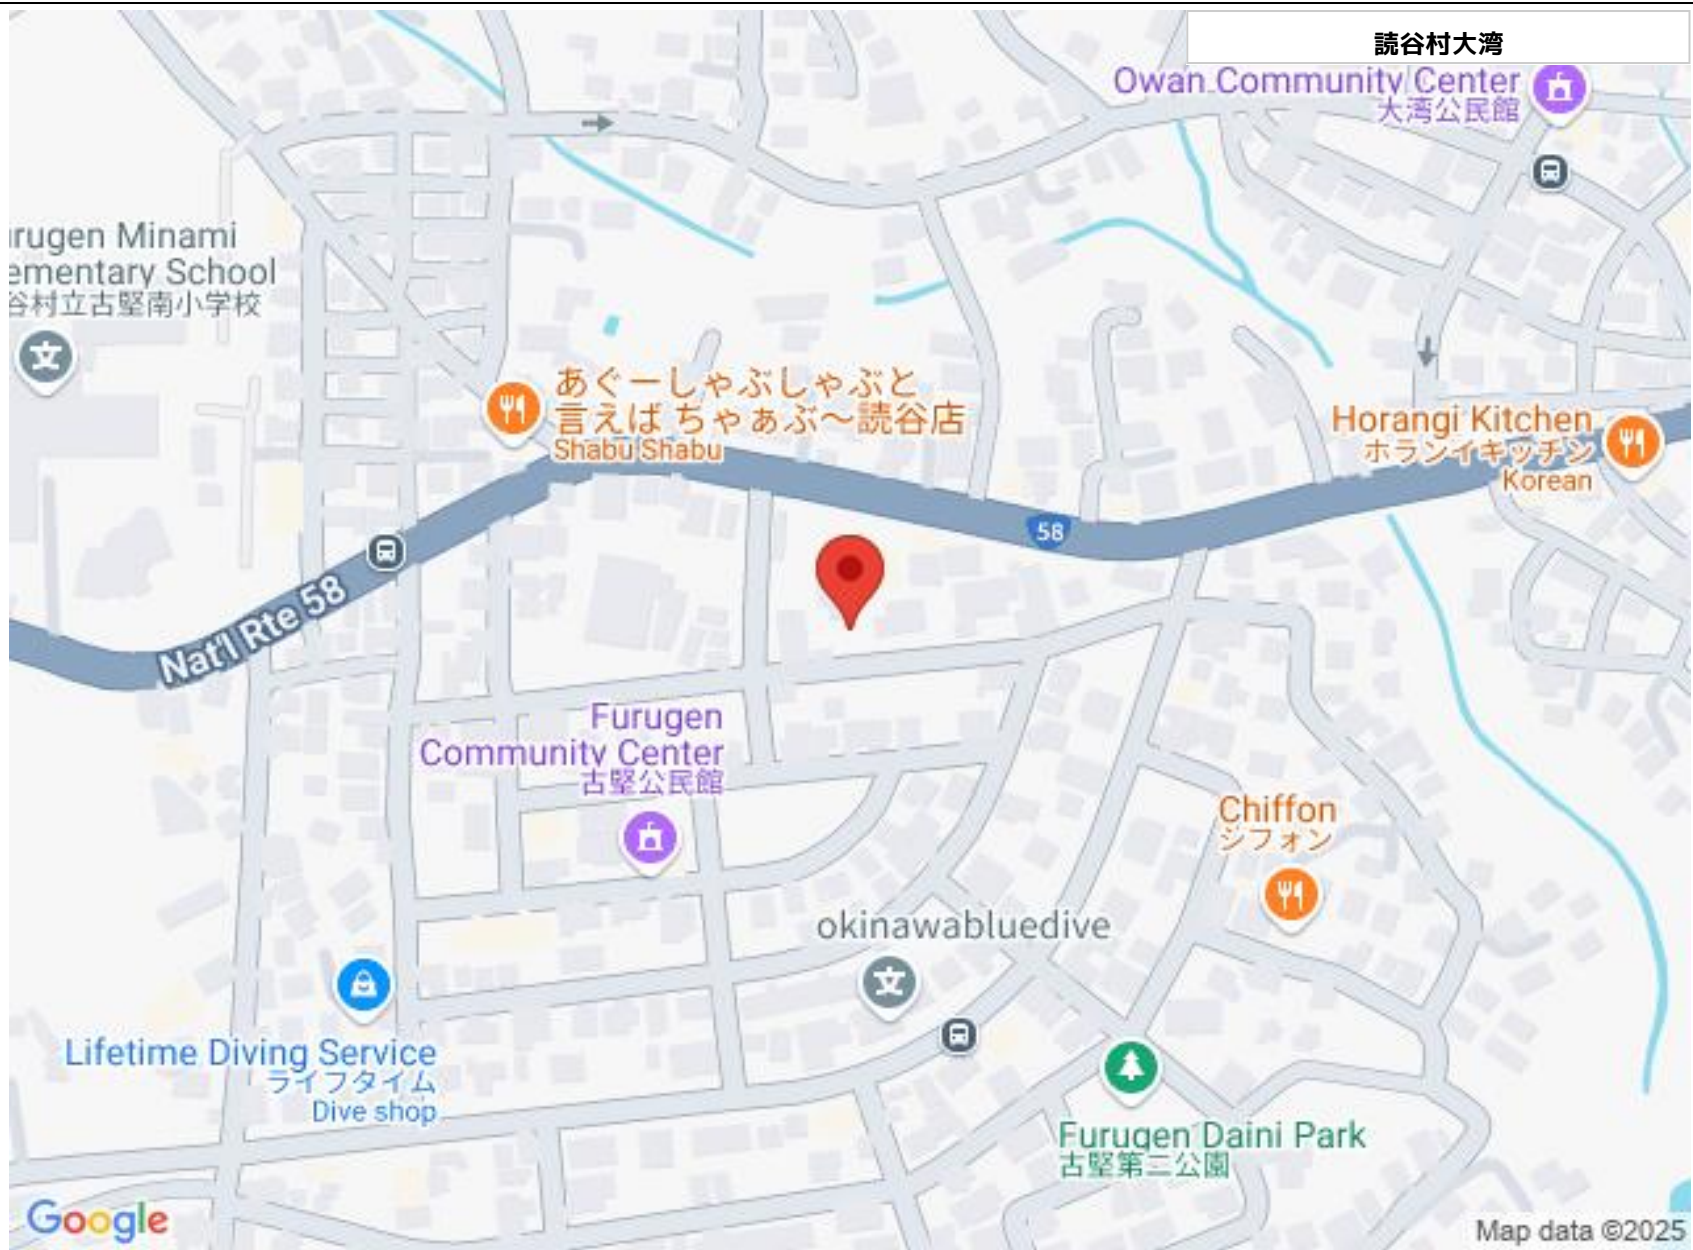 読谷村大湾
Owan Community Center
大湾公民館
rugen Minami
ementary School
谷村立古堅南小学校
文
あぐーしゃぶしゃぶと
言えば ちゃぁぶ～読谷店
Shabu Shabu
Horangi Kitchen
ホランイキッチン
Korean
58
Nat'l Rte 58
Furugen
Community Center
古堅公民館
Chiffon
シフォン
okinawabluedive
文
Lifetime Diving Service
ライフタイム
Dive shop
Furugen Daini Park
古堅第二公園
Google
Map data ©2025